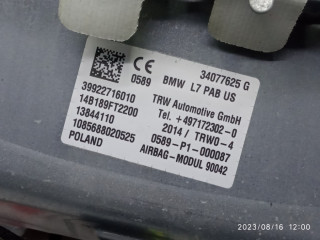 34077625 G
CE 0589 BMW L7 PAB US
39922716010
14B189FT2200
13844110
1085688020525
POLAND
TRW Automotive GmbH
Tel. +497172302-0
2014 / TRW0-4
0589-P1-000087
AIRBAG-MODUL 90042
2023/08/16 12:00